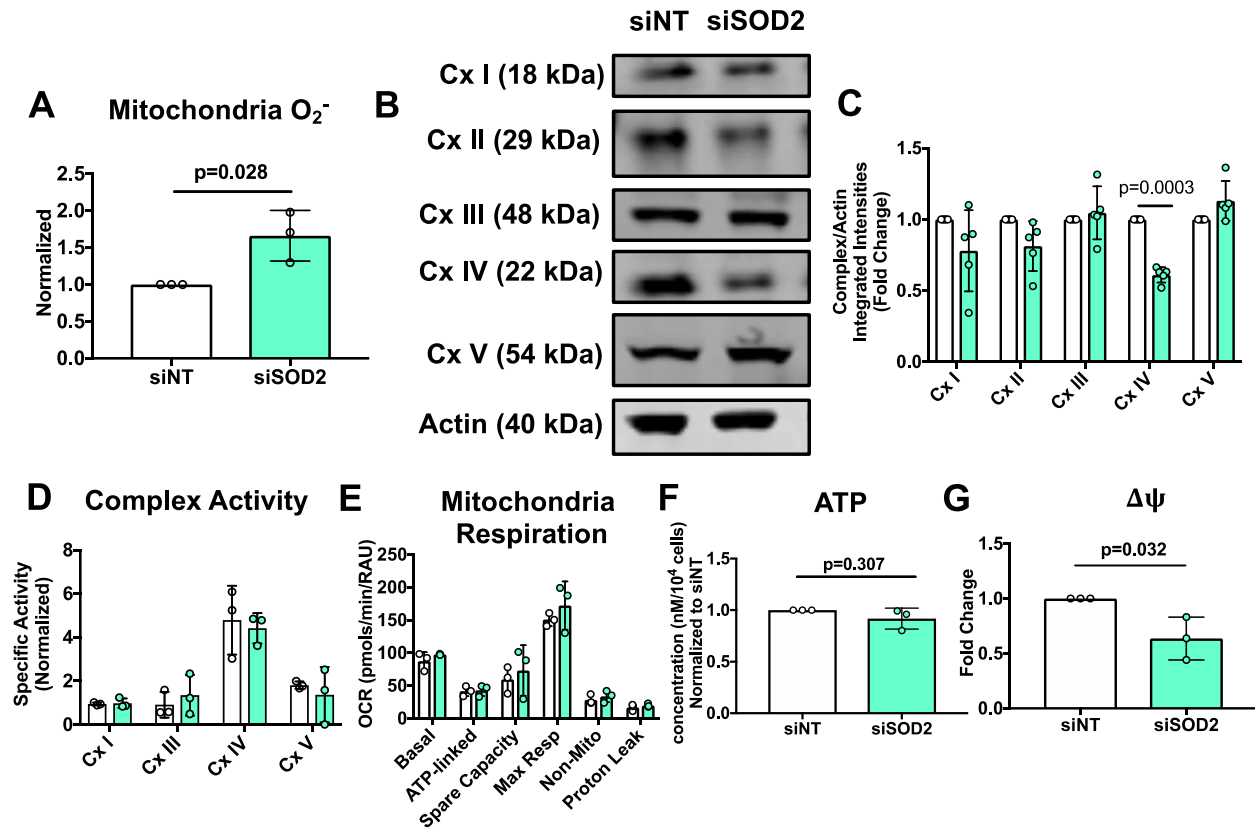 A
Mitochondria O₂⁻
Normalized
2.5
2.0
1.5
1.0
0.5
0.0
p=0.028
siNT
siSOD2
B
siNT
siSOD2
Cx I (18 kDa)
Cx II (29 kDa)
Cx III (48 kDa)
Cx IV (22 kDa)
Cx V (54 kDa)
Actin (40 kDa)
C
Complex/Actin
Integrated Intensities
(Fold Change)
1.5
1.0
0.5
0.0
p=0.0003
Cx I
Cx II
Cx III
Cx IV
Cx V
D
Complex Activity
Specific Activity
(Normalized)
8
6
4
2
0
Cx I
Cx III
Cx IV
Cx V
E
Mitochondria
Respiration
OCR (pmols/min/RAU)
250
200
150
100
50
0
Basal
ATP-linked
Spare Capacity
Max Resp
Non-Mito
Proton Leak
F
ATP
concentration (nM/10⁴ cells)
Normalized to siNT
1.5
1.0
0.5
0.0
p=0.307
siNT
siSOD2
G
Δψ
Fold Change
1.5
1.0
0.5
0.0
p=0.032
siNT
siSOD2